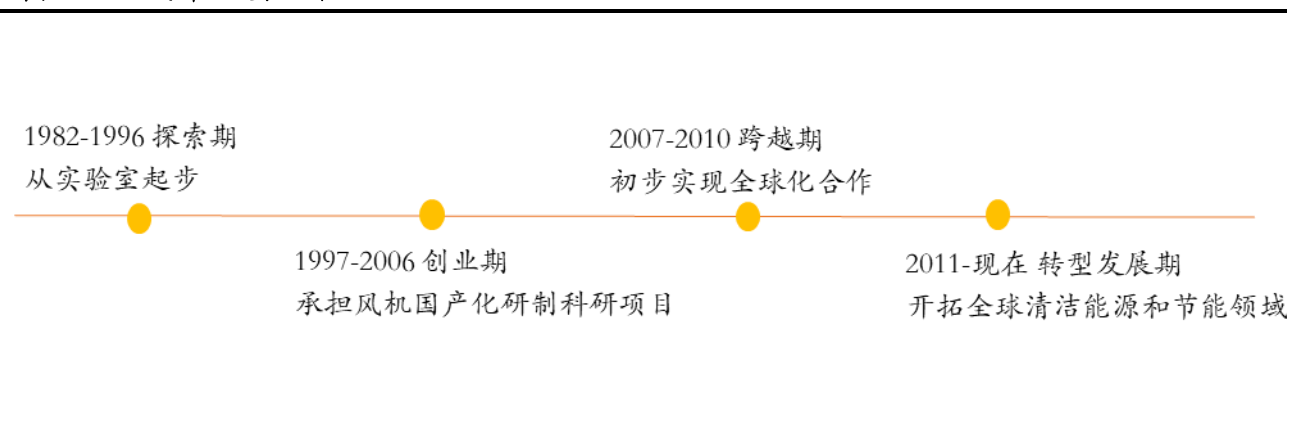 1982-1996 探索期
从实验室起步
1997-2006 创业期
承担风机国产化研制科研项目
2007-2010 跨越期
初步实现全球化合作
2011-现在 转型发展期
开拓全球清洁能源和节能领域